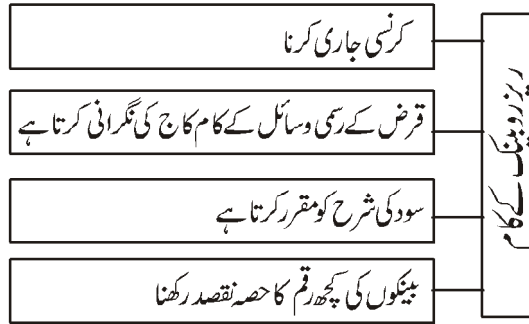 ریزرو بینک کے کام
کرنسی جاری کرنا
قرض کے رسمی وسائل کے کام کاج کی نگرانی کرتا ہے
سود کی شرح کو مقرر کرتا ہے
بینکوں کی کچھ رقم کا حصہ نقصد رکھنا